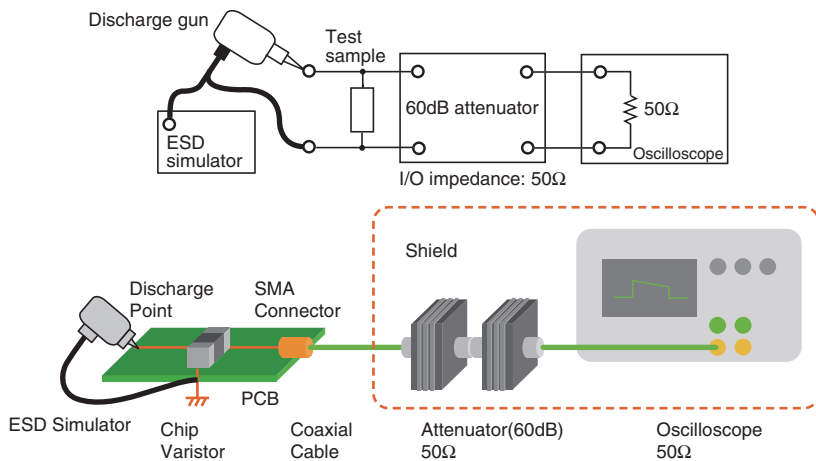 Discharge gun
Test
sample
60dB attenuator
50Ω
ESD
simulator
Oscilloscope
I/O impedance: 50Ω
Shield
Discharge
Point
SMA
Connector
PCB
ESD Simulator
Chip
Varistor
Coaxial
Cable
Attenuator(60dB)
50Ω
Oscilloscope
50Ω